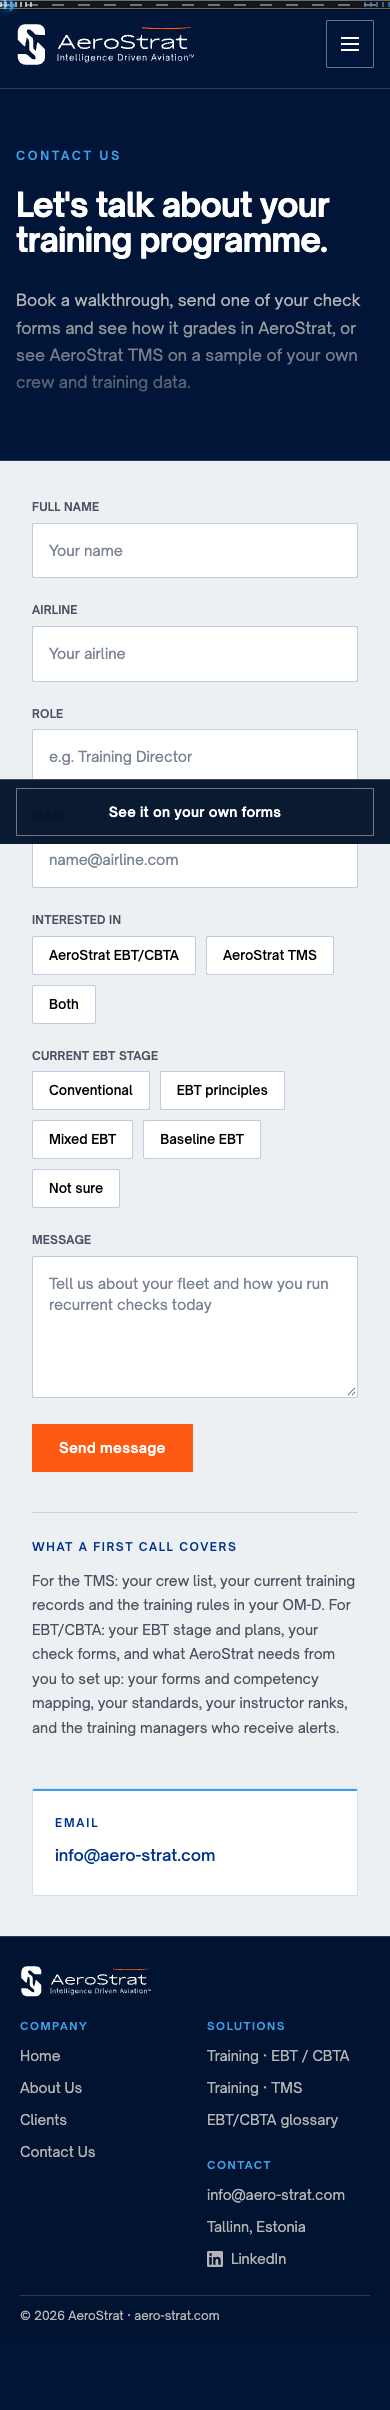 AeroStrat
Intelligence Driven Aviation™
CONTACT US
Let's talk about your
training programme.
Book a walkthrough, send one of your check
forms and see how it grades in AeroStrat, or
see AeroStrat TMS on a sample of your own
crew and training data.
FULL NAME
Your name
AIRLINE
Your airline
ROLE
e.g. Training Director
EMAIL
See it on your own forms
name@airline.com
INTERESTED IN
AeroStrat EBT/CBTA
AeroStrat TMS
Both
CURRENT EBT STAGE
Conventional
EBT principles
Mixed EBT
Baseline EBT
Not sure
MESSAGE
Tell us about your fleet and how you run
recurrent checks today
Send message
WHAT A FIRST CALL COVERS
For the TMS: your crew list, your current training
records and the training rules in your OM-D. For
EBT/CBTA: your EBT stage and plans, your
check forms, and what AeroStrat needs from
you to set up: your forms and competency
mapping, your standards, your instructor ranks,
and the training managers who receive alerts.
EMAIL
info@aero-strat.com
AeroStrat
Intelligence Driven Aviation™
COMPANY
Home
About Us
Clients
Contact Us
SOLUTIONS
Training · EBT / CBTA
Training · TMS
EBT/CBTA glossary
CONTACT
info@aero-strat.com
Tallinn, Estonia
LinkedIn
© 2026 AeroStrat · aero-strat.com